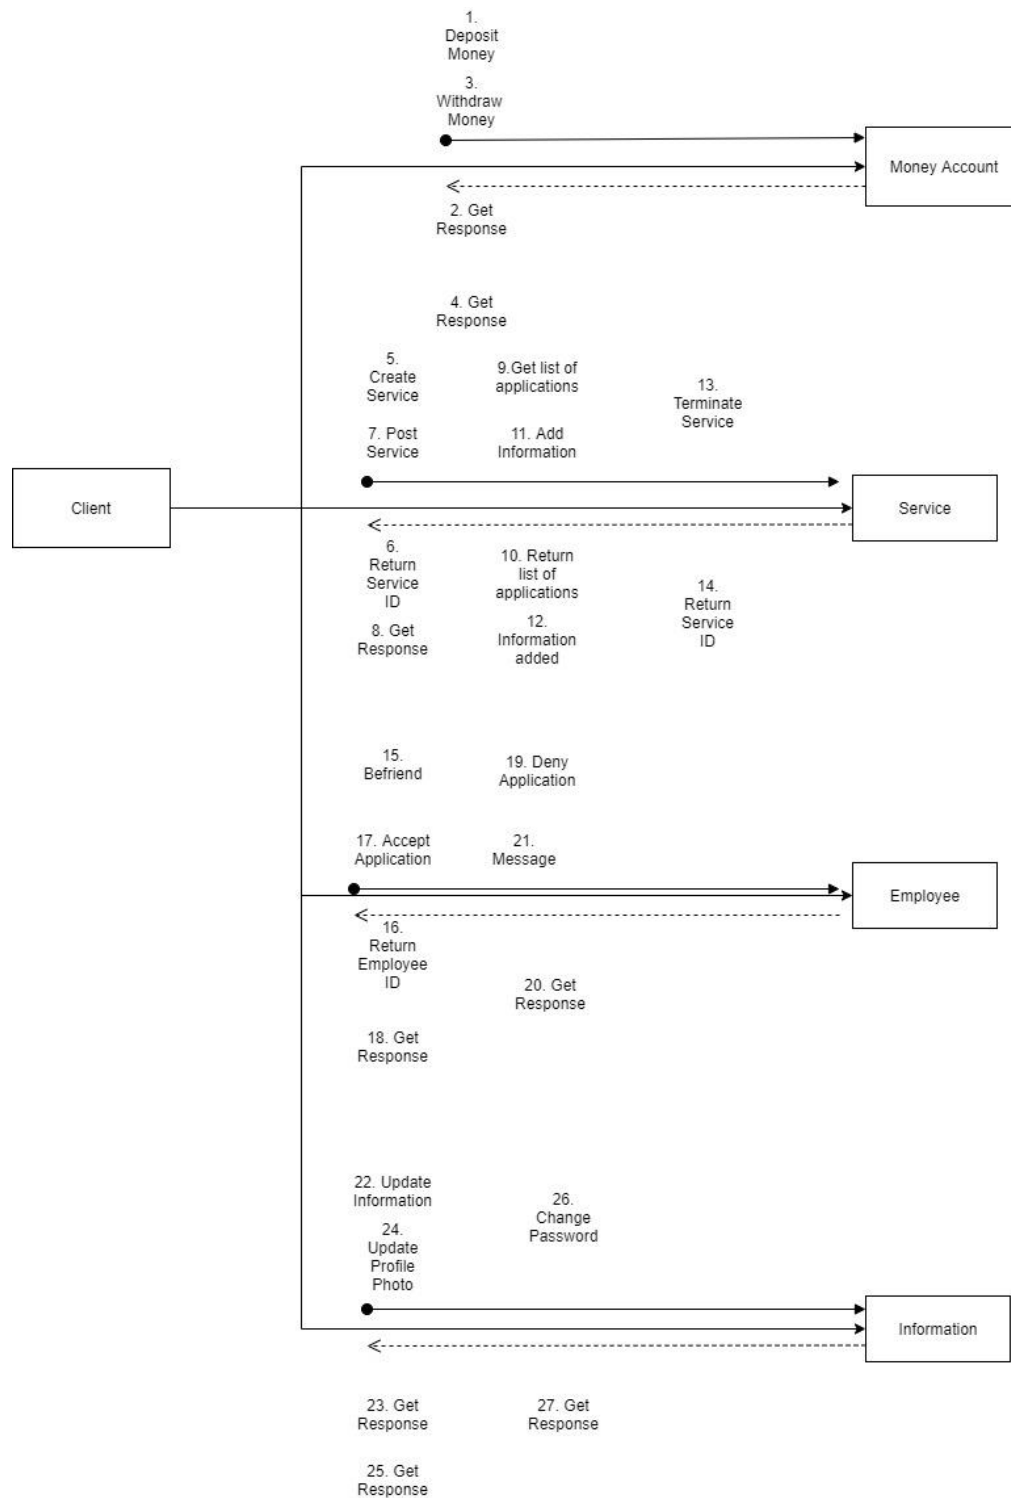 1.
Deposit
Money
3.
Withdraw
Money
Money Account
2. Get
Response
4. Get
Response
5.
Create
Service
9.Get list of
applications
13.
Terminate
Service
7. Post
Service
11. Add
Information
Client
Service
6.
Return
Service
ID
10. Return
list of
applications
14.
Return
Service
ID
8. Get
Response
12.
Information
added
15.
Befriend
19. Deny
Application
17. Accept
Application
21.
Message
Employee
16.
Return
Employee
ID
20. Get
Response
18. Get
Response
22. Update
Information
26.
Change
Password
24.
Update
Profile
Photo
Information
23. Get
Response
27. Get
Response
25. Get
Response